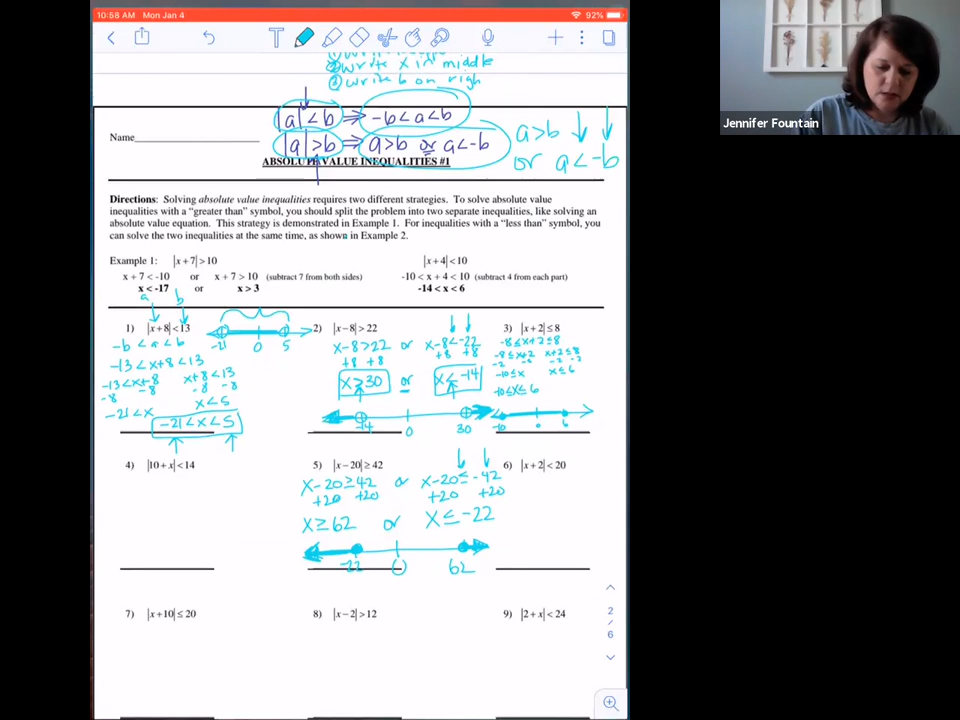 10:58 AM Mon Jan 4
92%
② write x in middle
③ write b on righ
|a| < b ⇒ -b < a < b
|a| > b ⇒ a > b or a < -b
a > b
or a < -b
Name
ABSOLUTE VALUE INEQUALITIES #1
Directions: Solving absolute value inequalities requires two different strategies. To solve absolute value
inequalities with a "greater than" symbol, you should split the problem into two separate inequalities, like solving an
absolute value equation. This strategy is demonstrated in Example 1. For inequalities with a "less than" symbol, you
can solve the two inequalities at the same time, as shown in Example 2.
Example 1: |x + 7| > 10 |x + 4| < 10
x + 7 < -10 or x + 7 > 10 (subtract 7 from both sides) -10 < x + 4 < 10 (subtract 4 from each part)
x < -17 or x > 3 -14 < x < 6
a b
1) |x+8| < 13
-b < a < b
-13 < x+8 < 13
-13 < x+8 x+8 < 13
-8 -8 -8 -8
-21 < x x < 5
-21 < x < 5
-21 0 5
2) |x−8| > 22
x-8 > 22 or x-8 < -22
+8 +8 +8 +8
x > 30 or x < -14
-14 0 30
3) |x+2| ≤ 8
-8 ≤ x+2 ≤ 8
-8 ≤ x+2 x+2 ≤ 8
-2 -2 -2 -2
-10 ≤ x x ≤ 6
-10 ≤ x ≤ 6
-10 0 6
4) |10+x| < 14
5) |x−20| ≥ 42
x-20 ≥ 42 or x-20 ≤ -42
+20 +20 +20 +20
x ≥ 62 or x ≤ -22
-22 0 62
6) |x+2| < 20
7) |x+10| ≤ 20
8) |x−2| > 12
9) |2+x| < 24
2
/
6
Jennifer Fountain